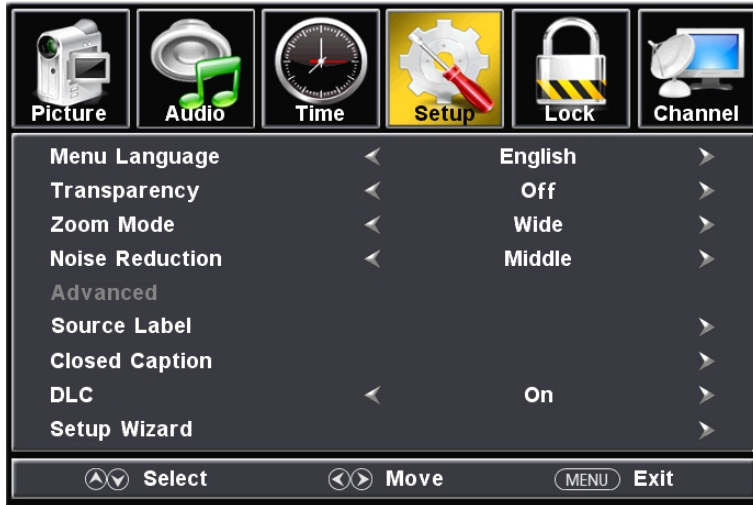 Picture Audio Time Setup Lock Channel
Menu Language English
Transparency Off
Zoom Mode Wide
Noise Reduction Middle
Advanced
Source Label
Closed Caption
DLC On
Setup Wizard
Select Move MENU Exit